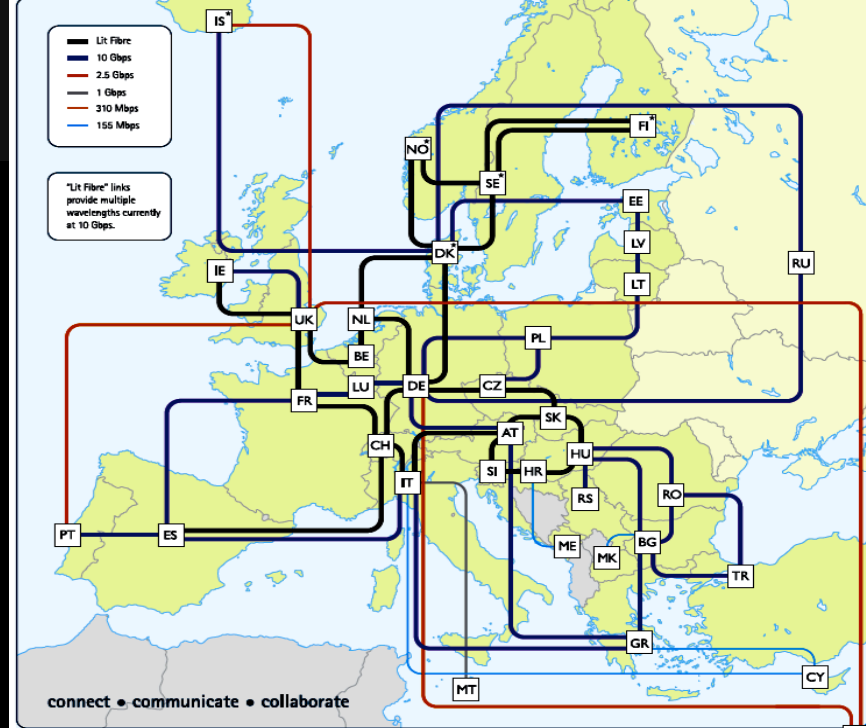 IS*
Lit Fibre
10 Gbps
2.5 Gbps
1 Gbps
310 Mbps
155 Mbps
FI*
NO*
"Lit Fibre" links
provide multiple
wavelengths currently
at 10 Gbps.
SE*
EE
LV
DK*
RU
IE
LT
UK
NL
PL
BE
LU
DE
CZ
FR
SK
AT
CH
HU
SI
HR
IT
RS
RO
PT
ES
ME
MK
BG
TR
GR
CY
MT
connect • communicate • collaborate